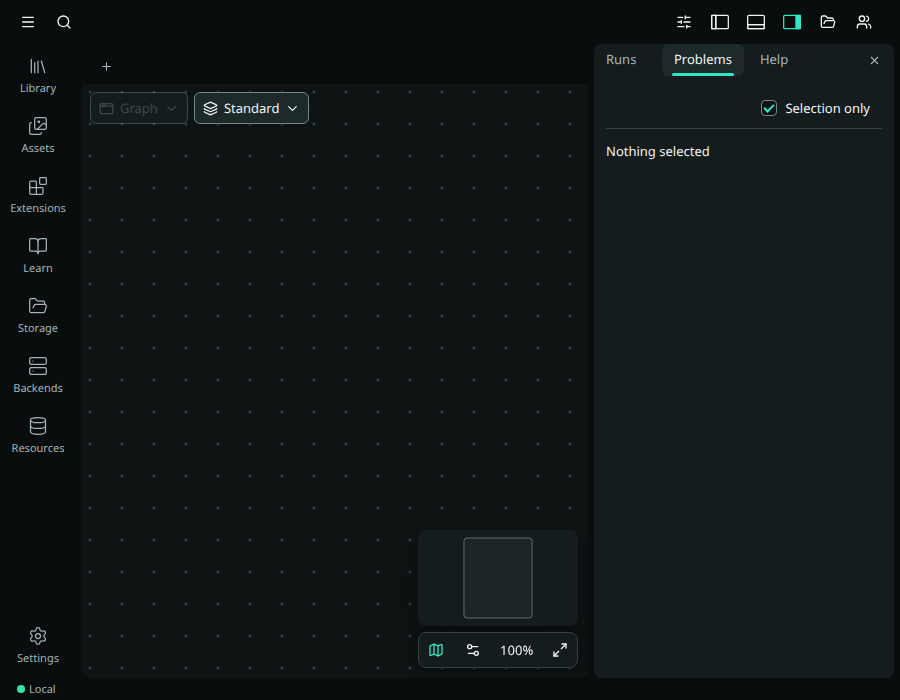 Runs
Problems
Help
Library
Assets
Extensions
Learn
Storage
Backends
Resources
Settings
Local
Graph
Standard
Selection only
Nothing selected
100%